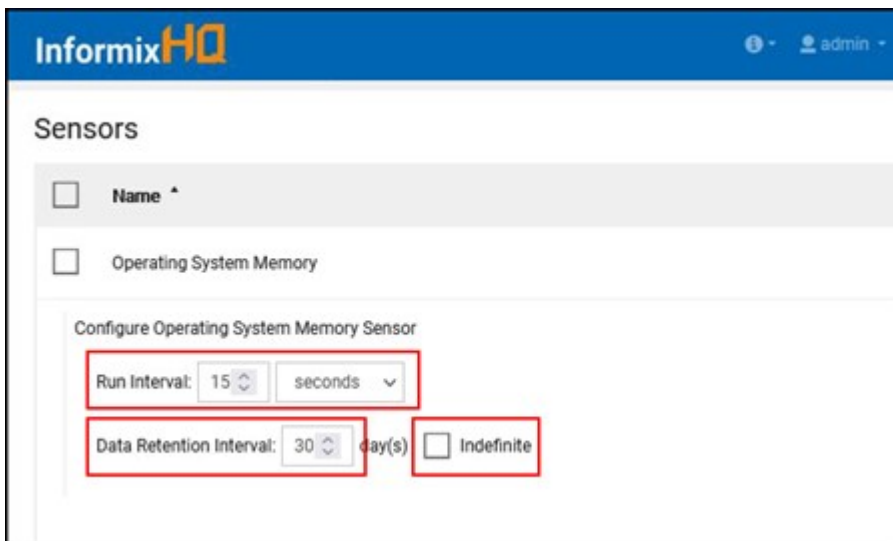 InformixHQ admin
Sensors
Name
Operating System Memory
Configure Operating System Memory Sensor
Run Interval: 15 seconds
Data Retention Interval: 30 day(s) Indefinite